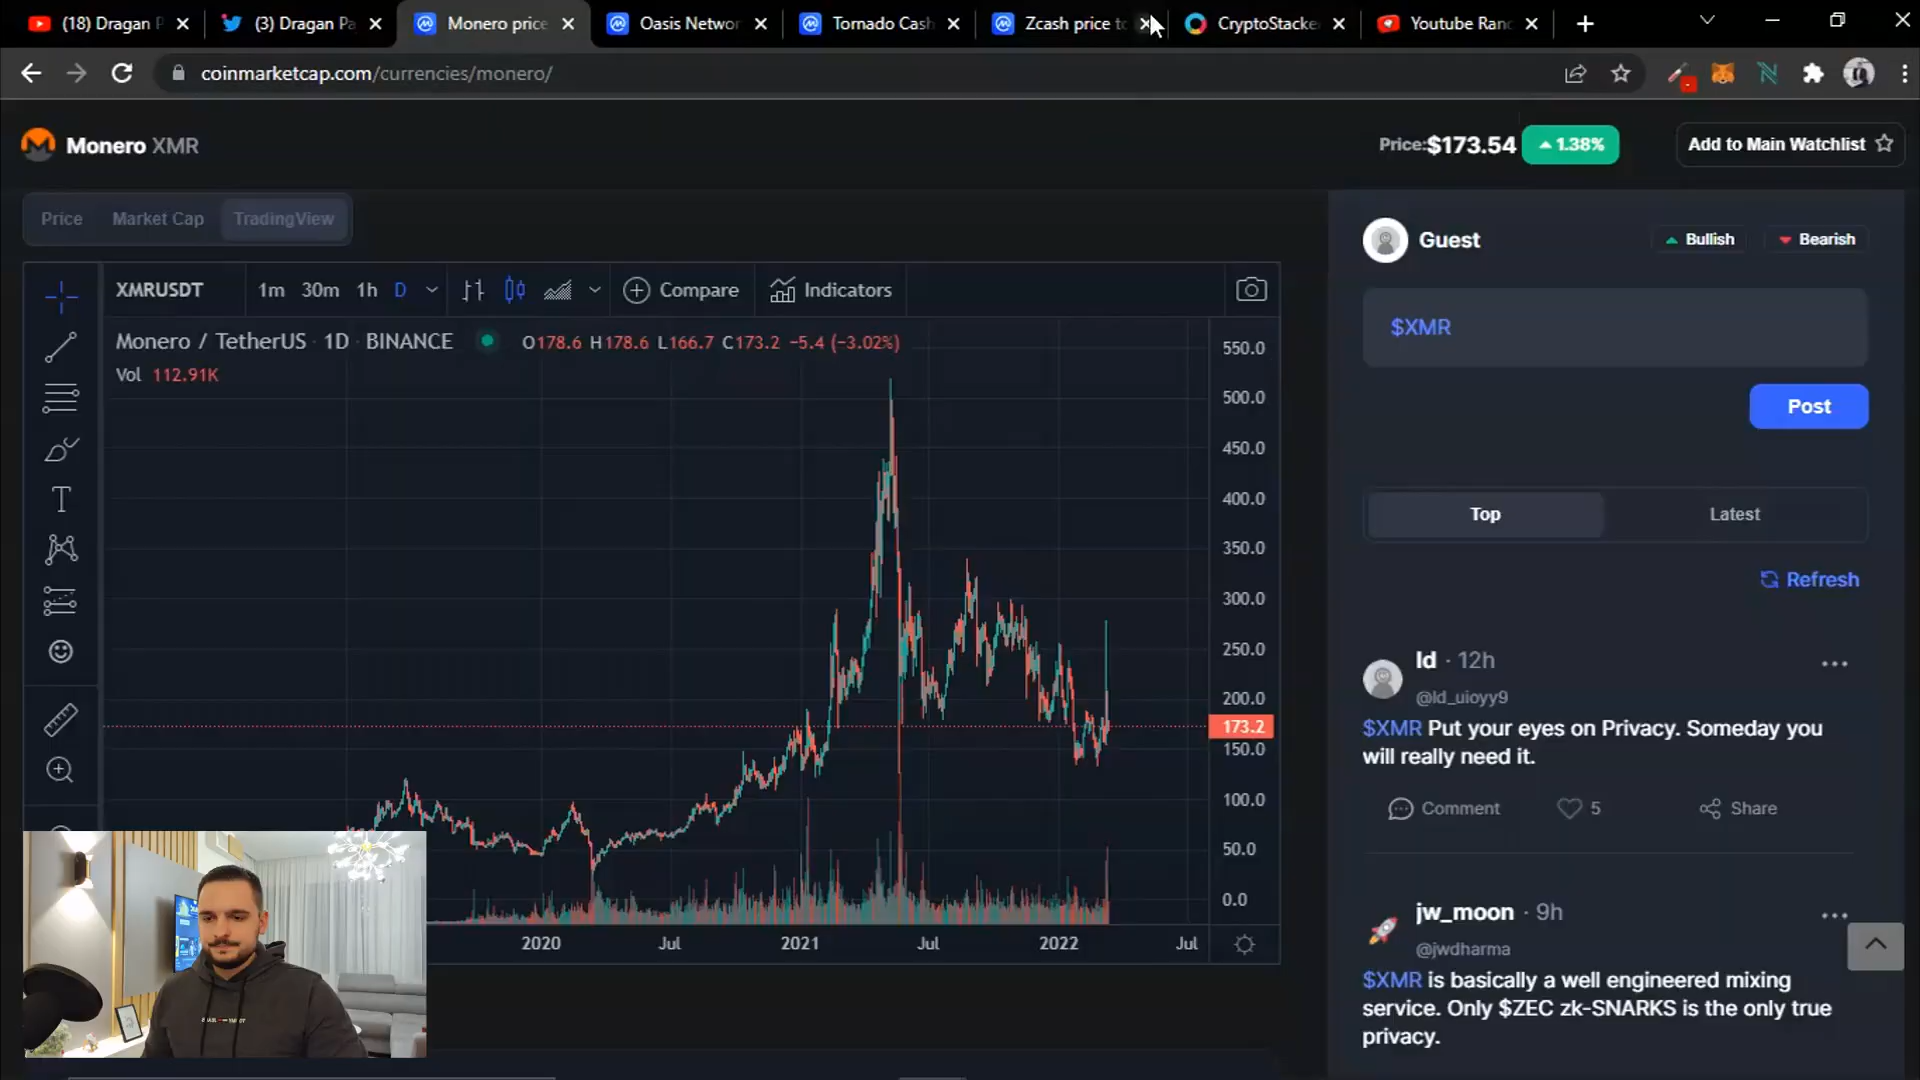 (18) Dragan P
(3) Dragan Pa
Monero price
Oasis Networ
Tornado Cash
Zcash price to
CryptoStacke
Youtube Ran
coinmarketcap.com/currencies/monero/
Monero XMR
Price:$173.54
1.38%
Add to Main Watchlist
Price
Market Cap
TradingView
Guest
Bullish
Bearish
XMRUSDT
1m 30m 1h D
Compare
Indicators
$XMR
Monero / TetherUS · 1D · BINANCE
O178.6 H178.6 L166.7 C173.2 −5.4 (−3.02%)
Vol 112.91K
550.0
500.0
450.0
400.0
350.0
300.0
250.0
200.0
173.2
150.0
100.0
50.0
0.0
2020
Jul
2021
Jul
2022
Jul
Post
Top
Latest
Refresh
ld · 12h
@ld_uioyy9
$XMR Put your eyes on Privacy. Someday you
will really need it.
Comment
5
Share
jw_moon · 9h
@jwdharma
$XMR is basically a well engineered mixing
service. Only $ZEC zk-SNARKS is the only true
privacy.